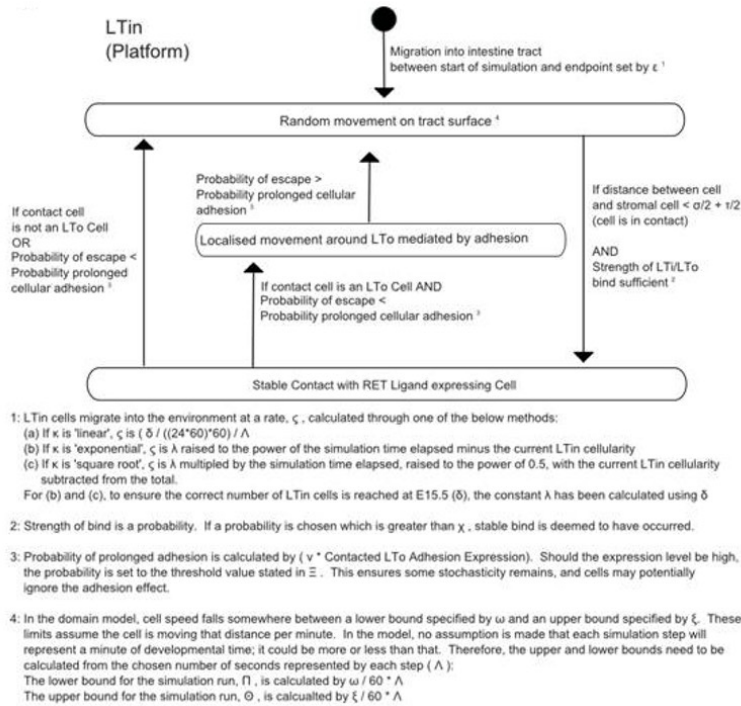 LTin
(Platform)
Migration into intestine tract
between start of simulation and endpoint set by ε ¹
Random movement on tract surface ⁴
Probability of escape >
Probability prolonged cellular
adhesion ³
If contact cell
is not an LTo Cell
OR
Probability of escape <
Probability prolonged
cellular adhesion ³
Localised movement around LTo mediated by adhesion
If distance between cell
and stromal cell < σ/2 + τ/2
(cell is in contact)
AND
Strength of LTi/LTo
bind sufficient ²
If contact cell is an LTo Cell AND
Probability of escape <
Probability prolonged cellular adhesion ³
Stable Contact with RET Ligand expressing Cell
1: LTin cells migrate into the environment at a rate, ς , calculated through one of the below methods:
(a) If κ is 'linear', ς is ( δ / ((24*60)*60) / Λ
(b) If κ is 'exponential', ς is λ raised to the power of the simulation time elapsed minus the current LTin cellularity
(c) If κ is 'square root', ς is λ multipled by the simulation time elapsed, raised to the power of 0.5, with the current LTin cellularity
subtracted from the total.
For (b) and (c), to ensure the correct number of LTin cells is reached at E15.5 (δ), the constant λ has been calculated using δ
2: Strength of bind is a probability. If a probability is chosen which is greater than χ , stable bind is deemed to have occurred.
3: Probability of prolonged adhesion is calculated by ( ν * Contacted LTo Adhesion Expression). Should the expression level be high,
the probability is set to the threshold value stated in Ξ . This ensures some stochasticity remains, and cells may potentially
ignore the adhesion effect.
4: In the domain model, cell speed falls somewhere between a lower bound specified by ω and an upper bound specified by ξ. These
limits assume the cell is moving that distance per minute. In the model, no assumption is made that each simulation step will
represent a minute of developmental time; it could be more or less than that. Therefore, the upper and lower bounds need to be
calculated from the chosen number of seconds represented by each step ( Λ ):
The lower bound for the simulation run, Π , is calculated by ω / 60 * Λ
The upper bound for the simulation run, Θ , is calcualted by ξ / 60 * Λ